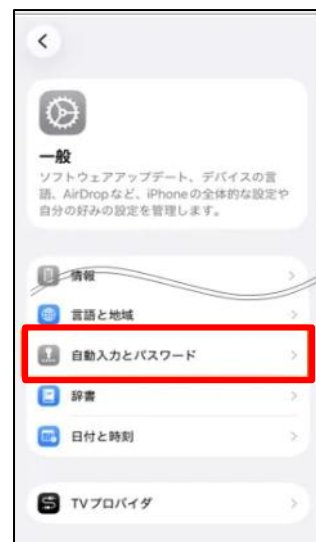 一般
ソフトウェアアップデート、デバイスの言
語、AirDropなど、iPhoneの全体的な設定や
自分の好みの設定を管理します。
情報
言語と地域
自動入力とパスワード
辞書
日付と時刻
TVプロバイダ